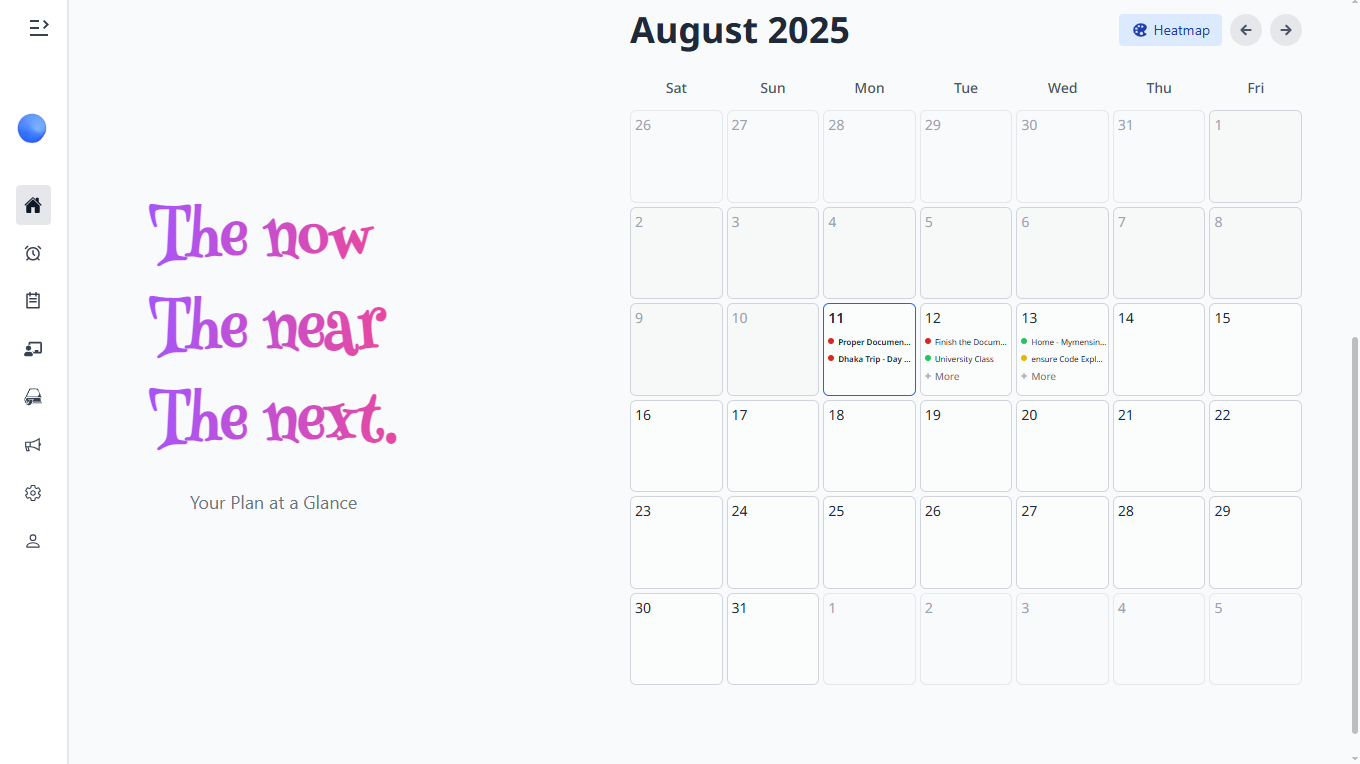 August 2025
Heatmap
Sat Sun Mon Tue Wed Thu Fri
26 27 28 29 30 31 1
2 3 4 5 6 7 8
9 10 11 12 13 14 15
Proper Documen... Finish the Docum... Home - Mymensin...
Dhaka Trip - Day ... University Class ensure Code Expl...
+ More + More
16 17 18 19 20 21 22
23 24 25 26 27 28 29
30 31 1 2 3 4 5
The now
The near
The next.
Your Plan at a Glance